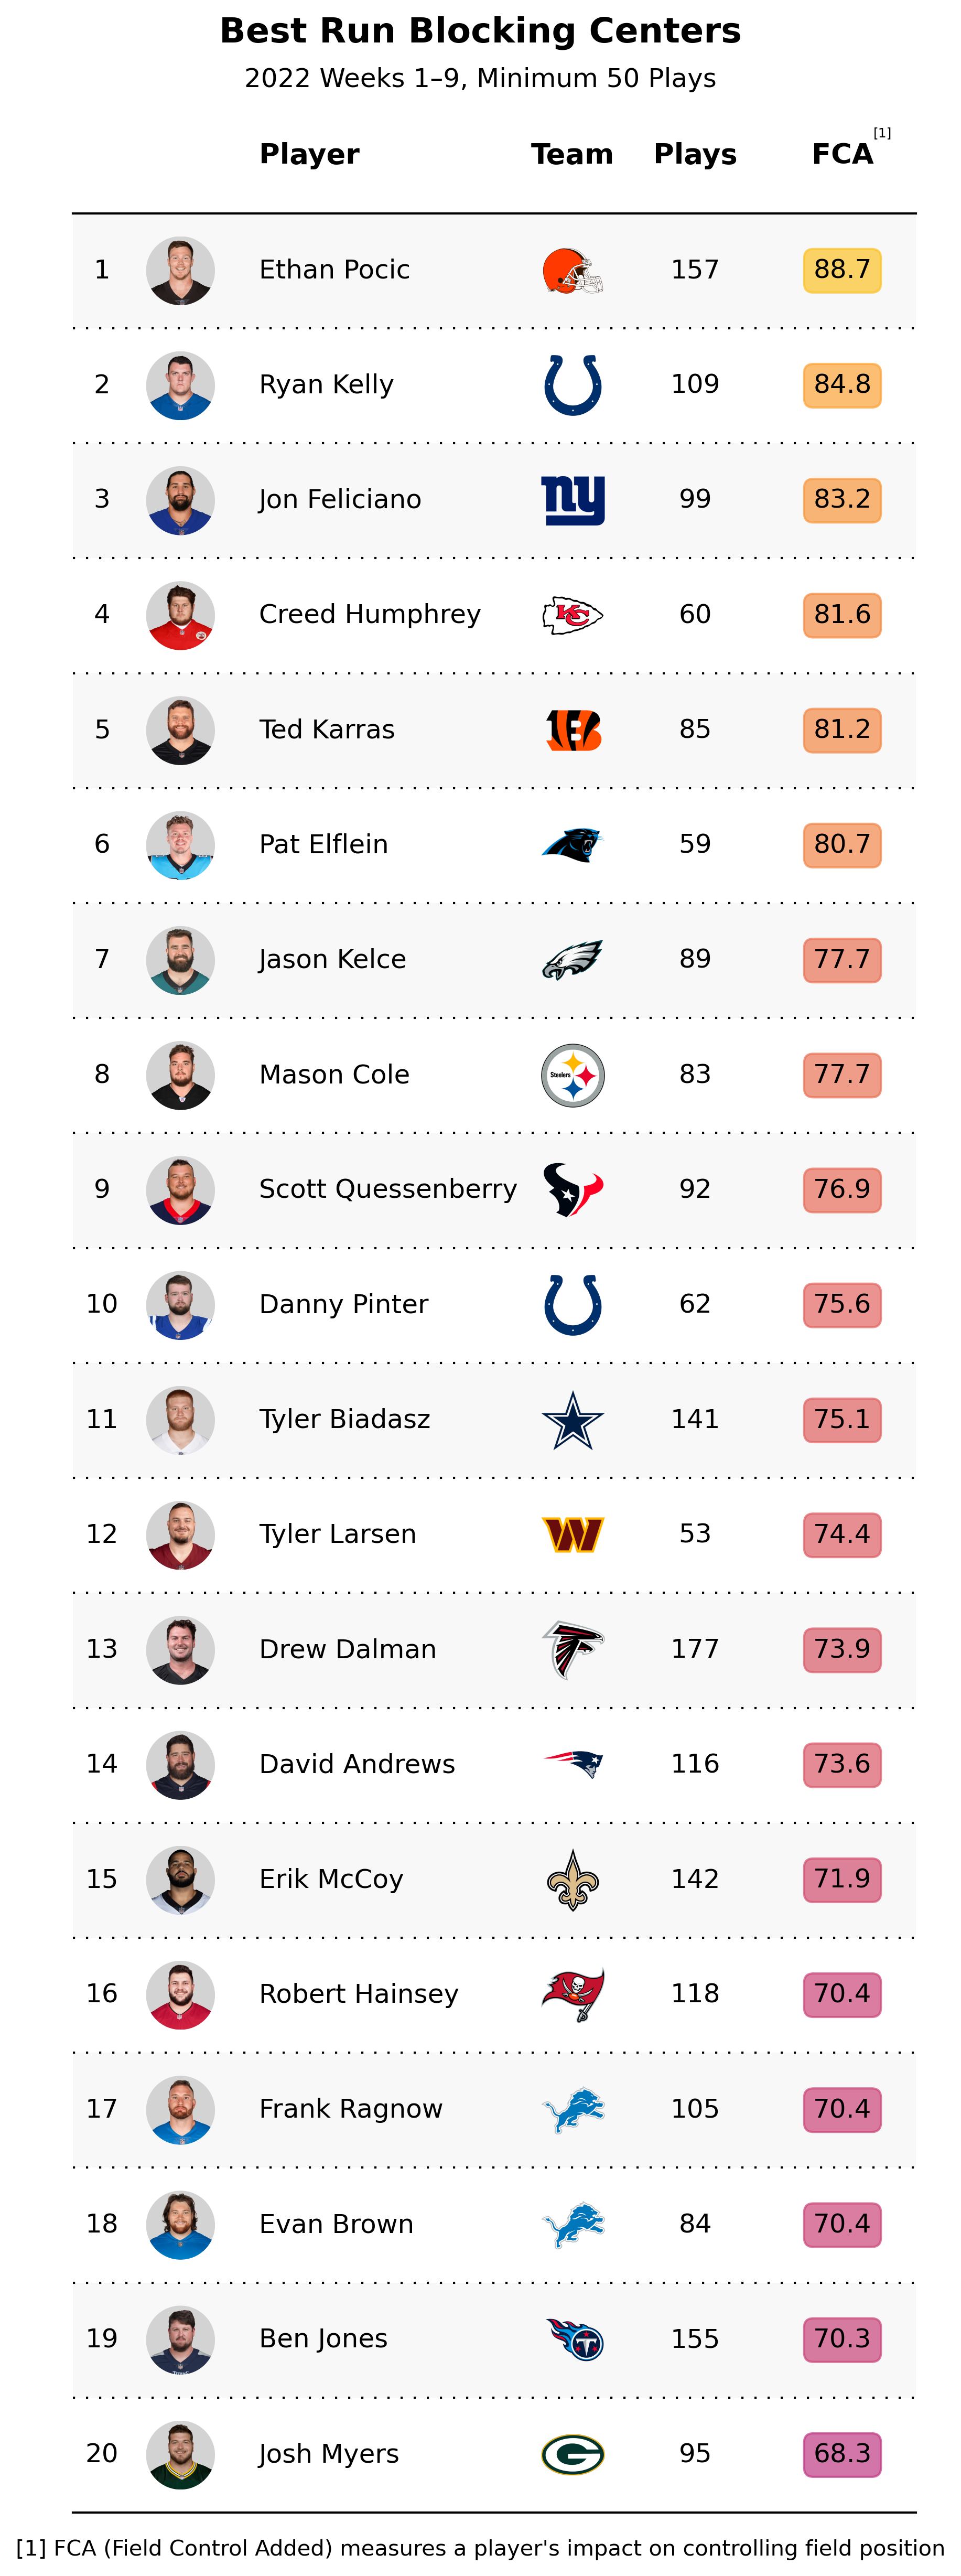 Best Run Blocking Centers
2022 Weeks 1–9, Minimum 50 Plays
Player Team Plays FCA [1]
1 Ethan Pocic 157 88.7
2 Ryan Kelly 109 84.8
3 Jon Feliciano ny 99 83.2
4 Creed Humphrey KC 60 81.6
5 Ted Karras B 85 81.2
6 Pat Elflein 59 80.7
7 Jason Kelce 89 77.7
8 Mason Cole Steelers 83 77.7
9 Scott Quessenberry 92 76.9
10 Danny Pinter 62 75.6
11 Tyler Biadasz 141 75.1
12 Tyler Larsen W 53 74.4
13 Drew Dalman 177 73.9
14 David Andrews 116 73.6
15 Erik McCoy 142 71.9
16 Robert Hainsey 118 70.4
17 Frank Ragnow 105 70.4
18 Evan Brown 84 70.4
19 Ben Jones T 155 70.3
20 Josh Myers G 95 68.3
[1] FCA (Field Control Added) measures a player's impact on controlling field position